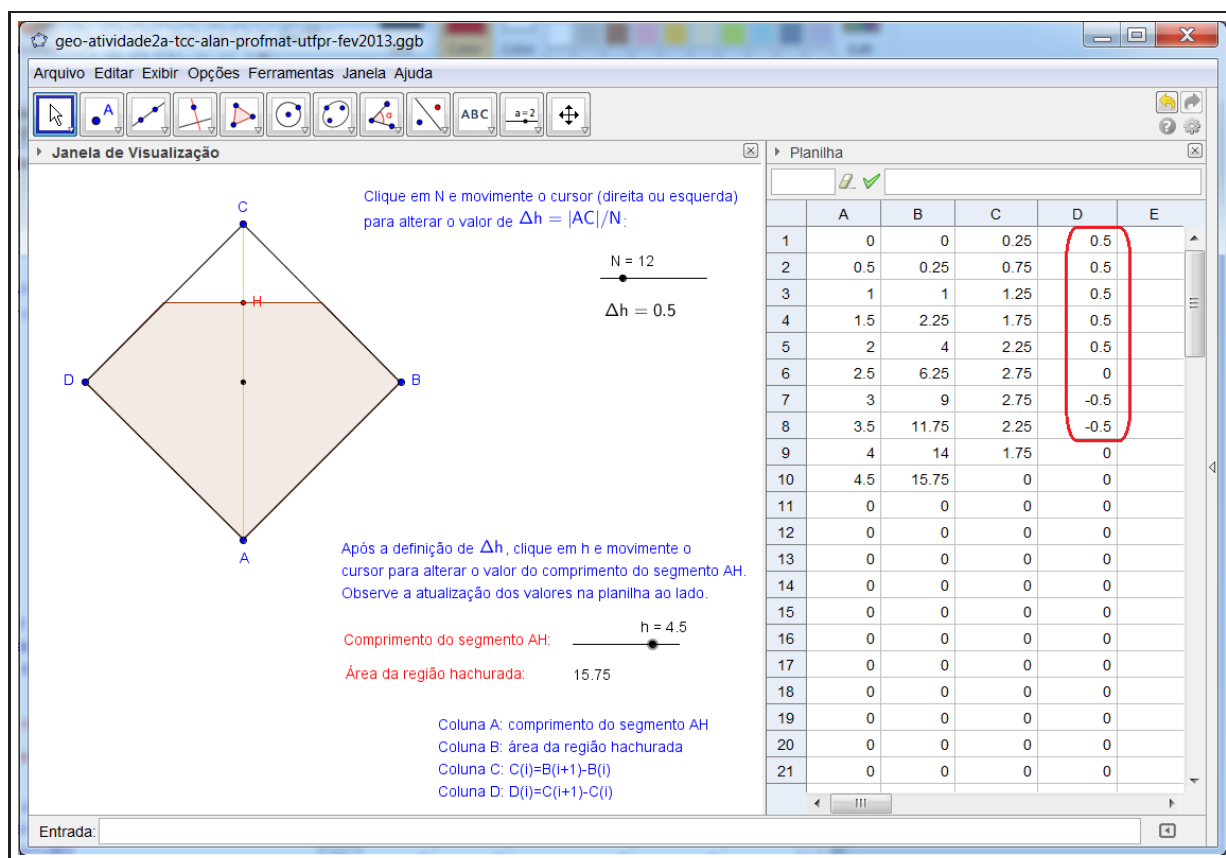 geo-atividade2a-tcc-alan-profmat-utfpr-fev2013.ggb
Arquivo Editar Exibir Opções Ferramentas Janela Ajuda
A
α
ABC
a=2
Janela de Visualização
Planilha
Clique em N e movimente o cursor (direita ou esquerda)
para alterar o valor de Δh = |AC|/N:
N = 12
Δh = 0.5
C
H
D
B
A
Após a definição de Δh, clique em h e movimente o
cursor para alterar o valor do comprimento do segmento AH.
Observe a atualização dos valores na planilha ao lado.
h = 4.5
Comprimento do segmento AH:
Área da região hachurada: 15.75
Coluna A: comprimento do segmento AH
Coluna B: área da região hachurada
Coluna C: C(i)=B(i+1)-B(i)
Coluna D: D(i)=C(i+1)-C(i)
A B C D E
1 0 0 0.25 0.5
2 0.5 0.25 0.75 0.5
3 1 1 1.25 0.5
4 1.5 2.25 1.75 0.5
5 2 4 2.25 0.5
6 2.5 6.25 2.75 0
7 3 9 2.75 -0.5
8 3.5 11.75 2.25 -0.5
9 4 14 1.75 0
10 4.5 15.75 0 0
11 0 0 0 0
12 0 0 0 0
13 0 0 0 0
14 0 0 0 0
15 0 0 0 0
16 0 0 0 0
17 0 0 0 0
18 0 0 0 0
19 0 0 0 0
20 0 0 0 0
21 0 0 0 0
Entrada: